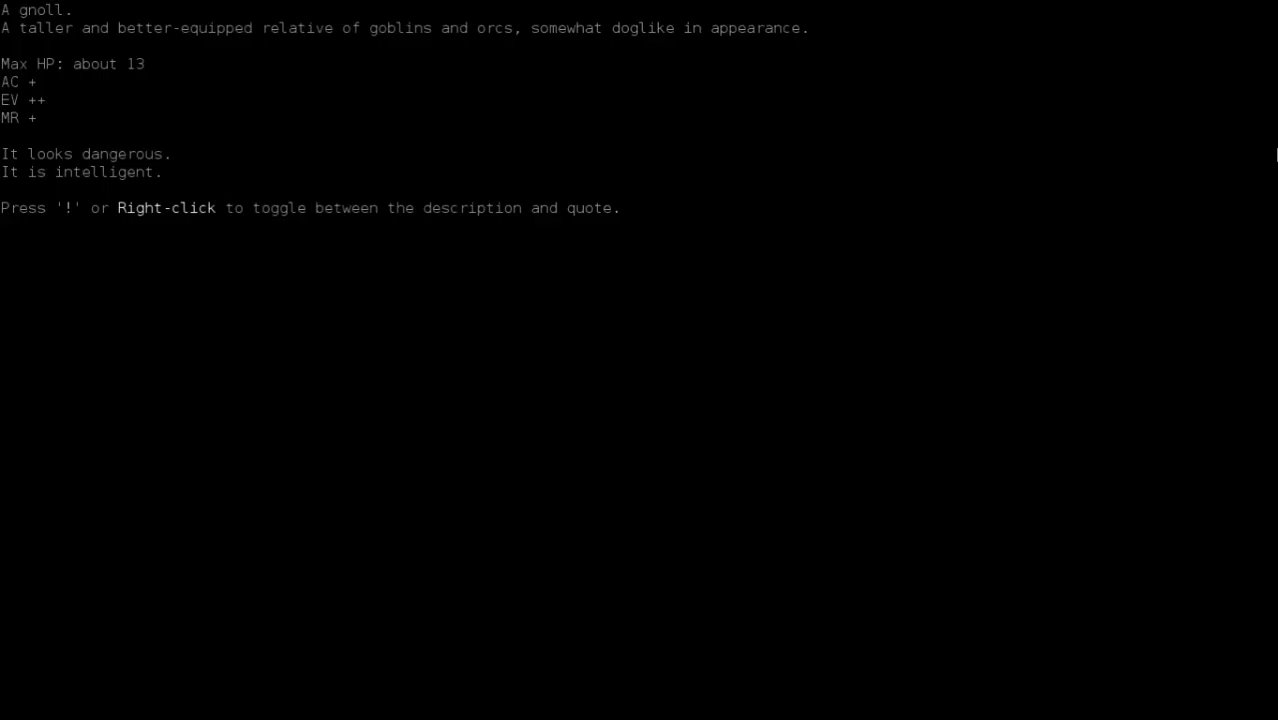 A gnoll.
A taller and better-equipped relative of goblins and orcs, somewhat doglike in appearance.
Max HP: about 13
AC +
EV ++
MR +
It looks dangerous.
It is intelligent.
Press '!' or Right-click to toggle between the description and quote.